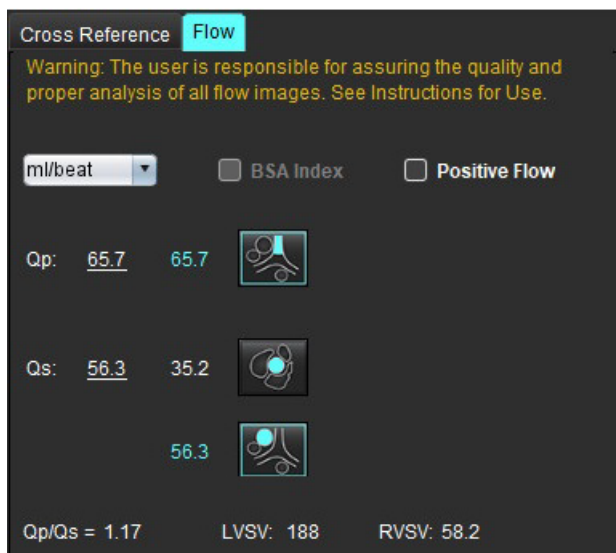 Cross Reference Flow
Warning: The user is responsible for assuring the quality and
proper analysis of all flow images. See Instructions for Use.
ml/beat BSA Index Positive Flow
Qp: 65.7 65.7
Qs: 56.3 35.2
56.3
Qp/Qs = 1.17 LVSV: 188 RVSV: 58.2